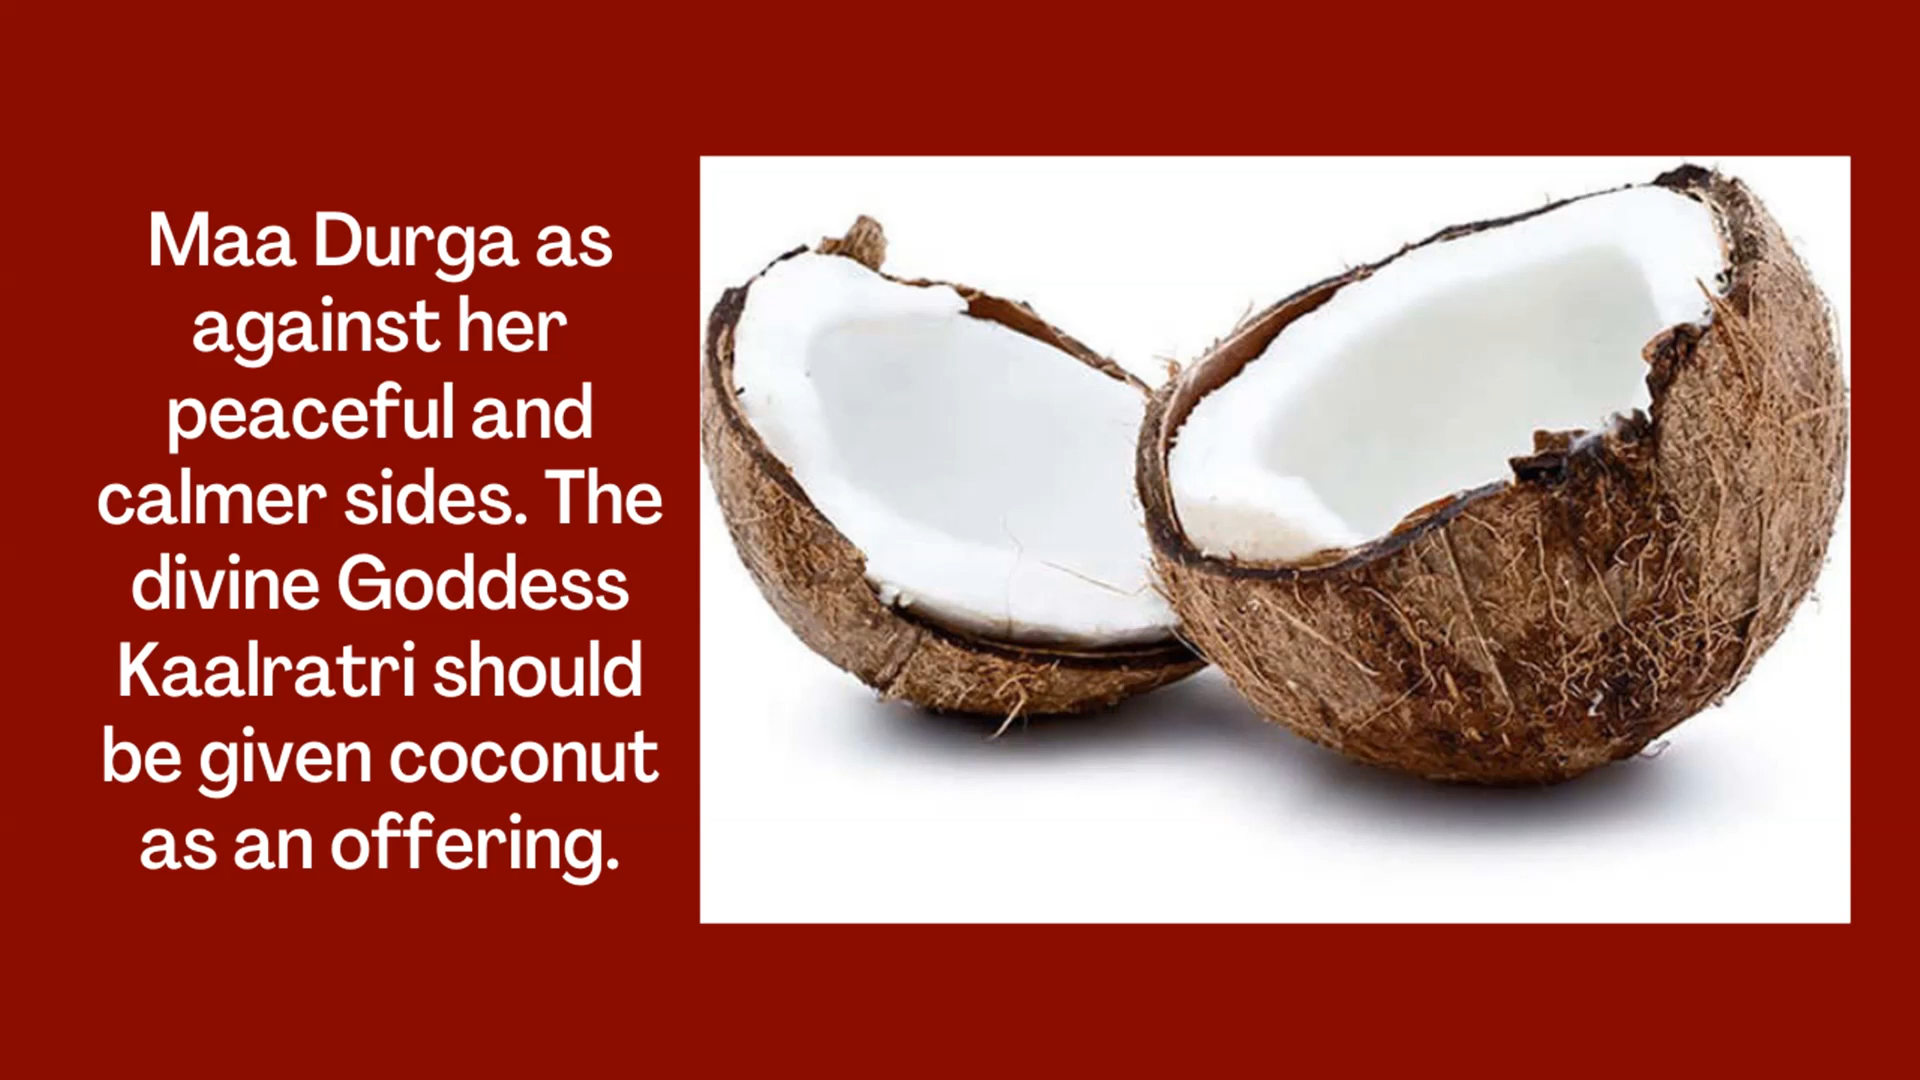 Maa Durga as
against her
peaceful and
calmer sides. The
divine Goddess
Kaalratri should
be given coconut
as an offering.